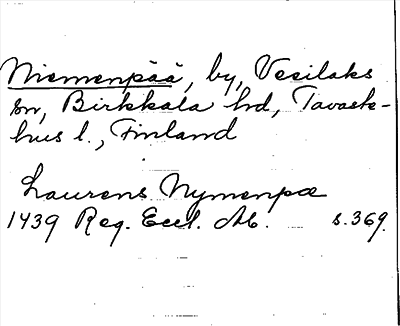 Niemenpää, by, Vesilaks
sn, Birkkala hd, Tavaste-
hus l., Finland
Laurens Nymenpæ
1439 Reg. Eccl. Ab. s. 369.